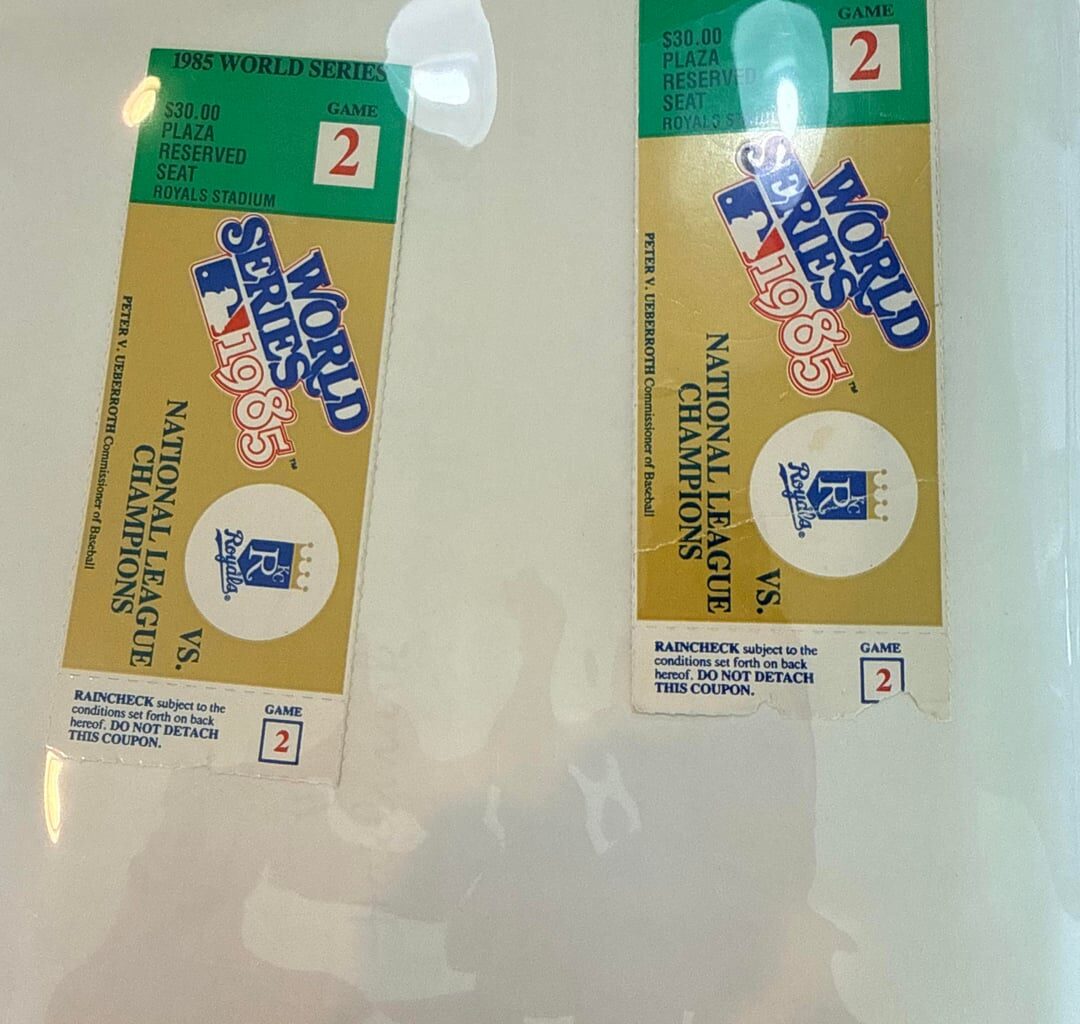 1985 WORLD SERIES
$30.00
PLAZA
RESERVED
SEAT
ROYALS STADIUM
GAME
2
WORLD
SERIES
1985
TM
PETER V. UEBERROTH Commissioner of Baseball
KC
R
Royals®
VS.
NATIONAL LEAGUE
CHAMPIONS
RAINCHECK subject to the
conditions set forth on back
hereof. DO NOT DETACH
THIS COUPON.
GAME
2
$30.00
PLAZA
RESERVED
SEAT
ROYALS STADIUM
GAME
2
WORLD
SERIES
1985
TM
PETER V. UEBERROTH Commissioner of Baseball
KC
R
Royals®
VS.
NATIONAL LEAGUE
CHAMPIONS
RAINCHECK subject to the
conditions set forth on back
hereof. DO NOT DETACH
THIS COUPON.
GAME
2